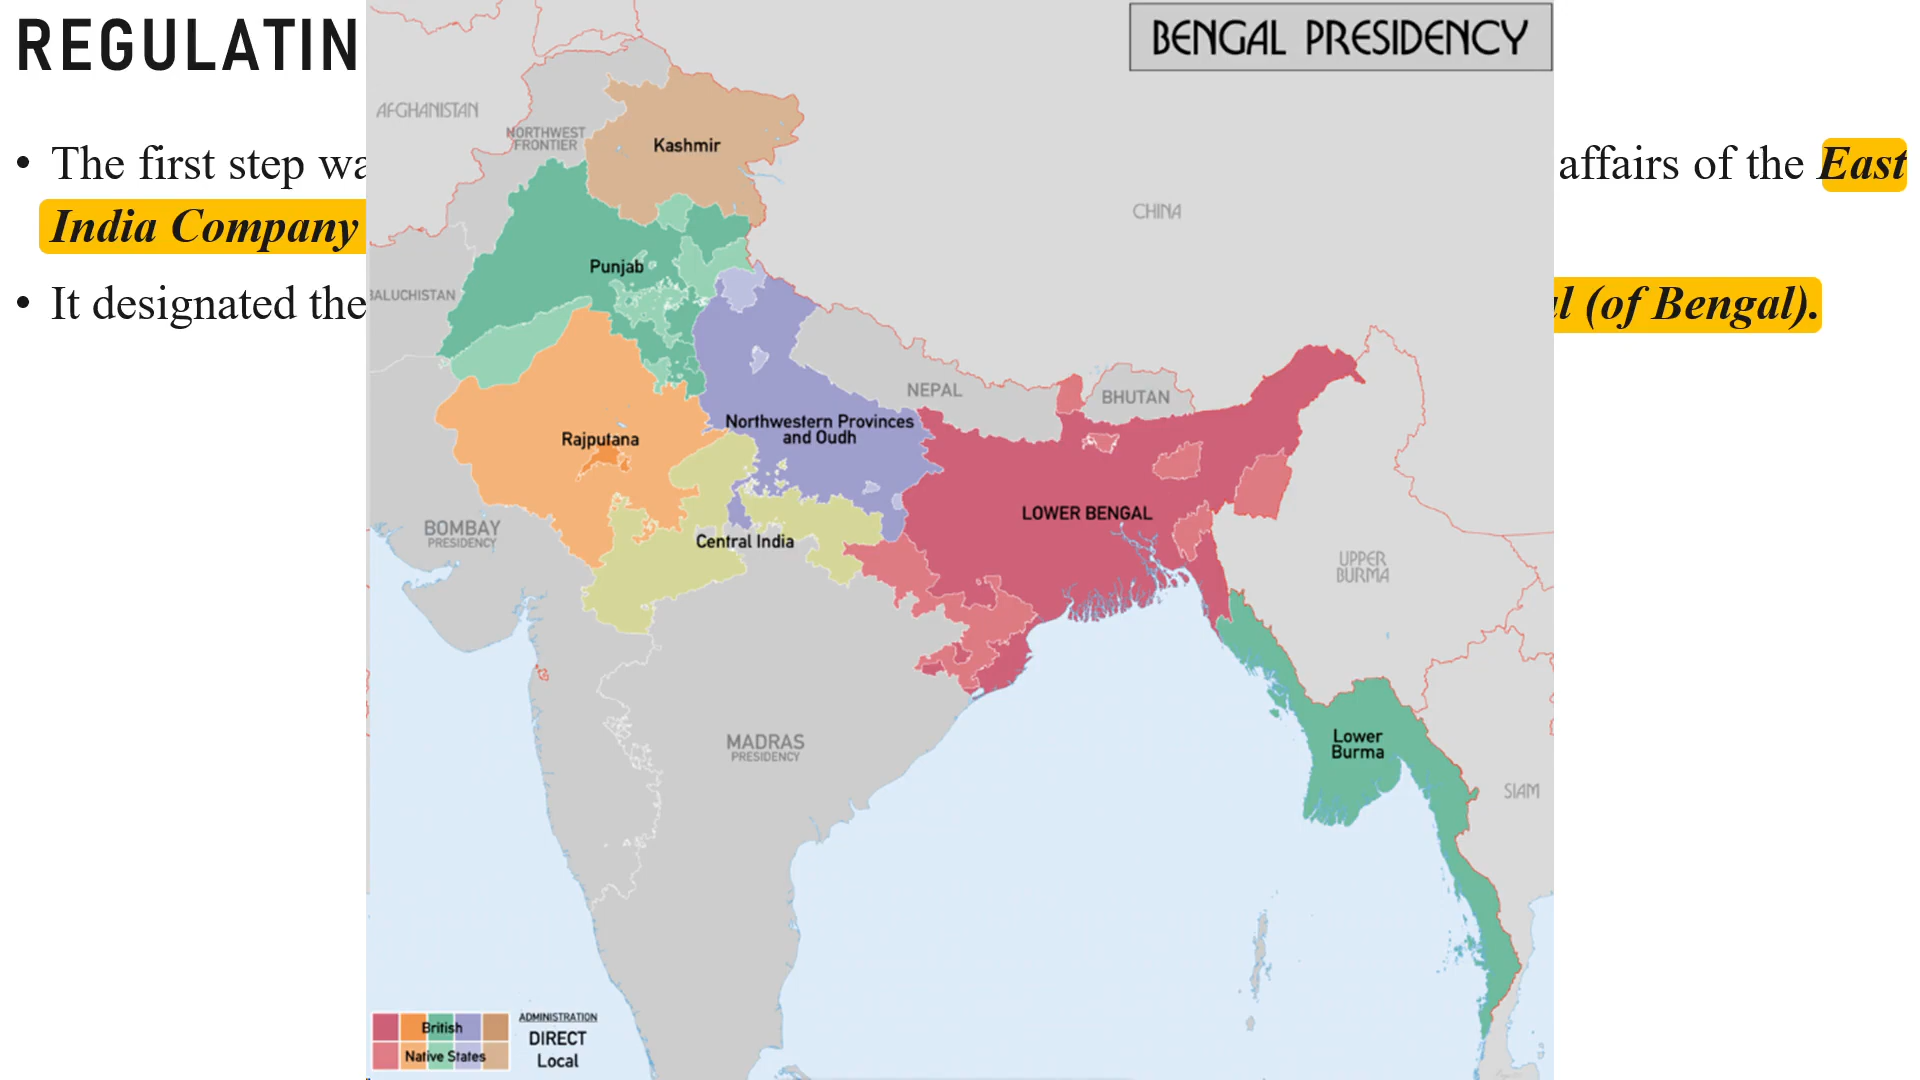 REGULATIN
BENGAL PRESIDENCY
AFGHANISTAN
NORTHWEST
FRONTIER
Kashmir
• The first step wa
affairs of the East
India Company
CHINA
Punjab
BALUCHISTAN
• It designated the
l (of Bengal).
NEPAL
BHUTAN
Northwestern Provinces
and Oudh
Rajputana
LOWER BENGAL
BOMBAY
PRESIDENCY
Central India
UPPER
BURMA
MADRAS
PRESIDENCY
Lower
Burma
SIAM
British
Native States
ADMINISTRATION
DIRECT
Local